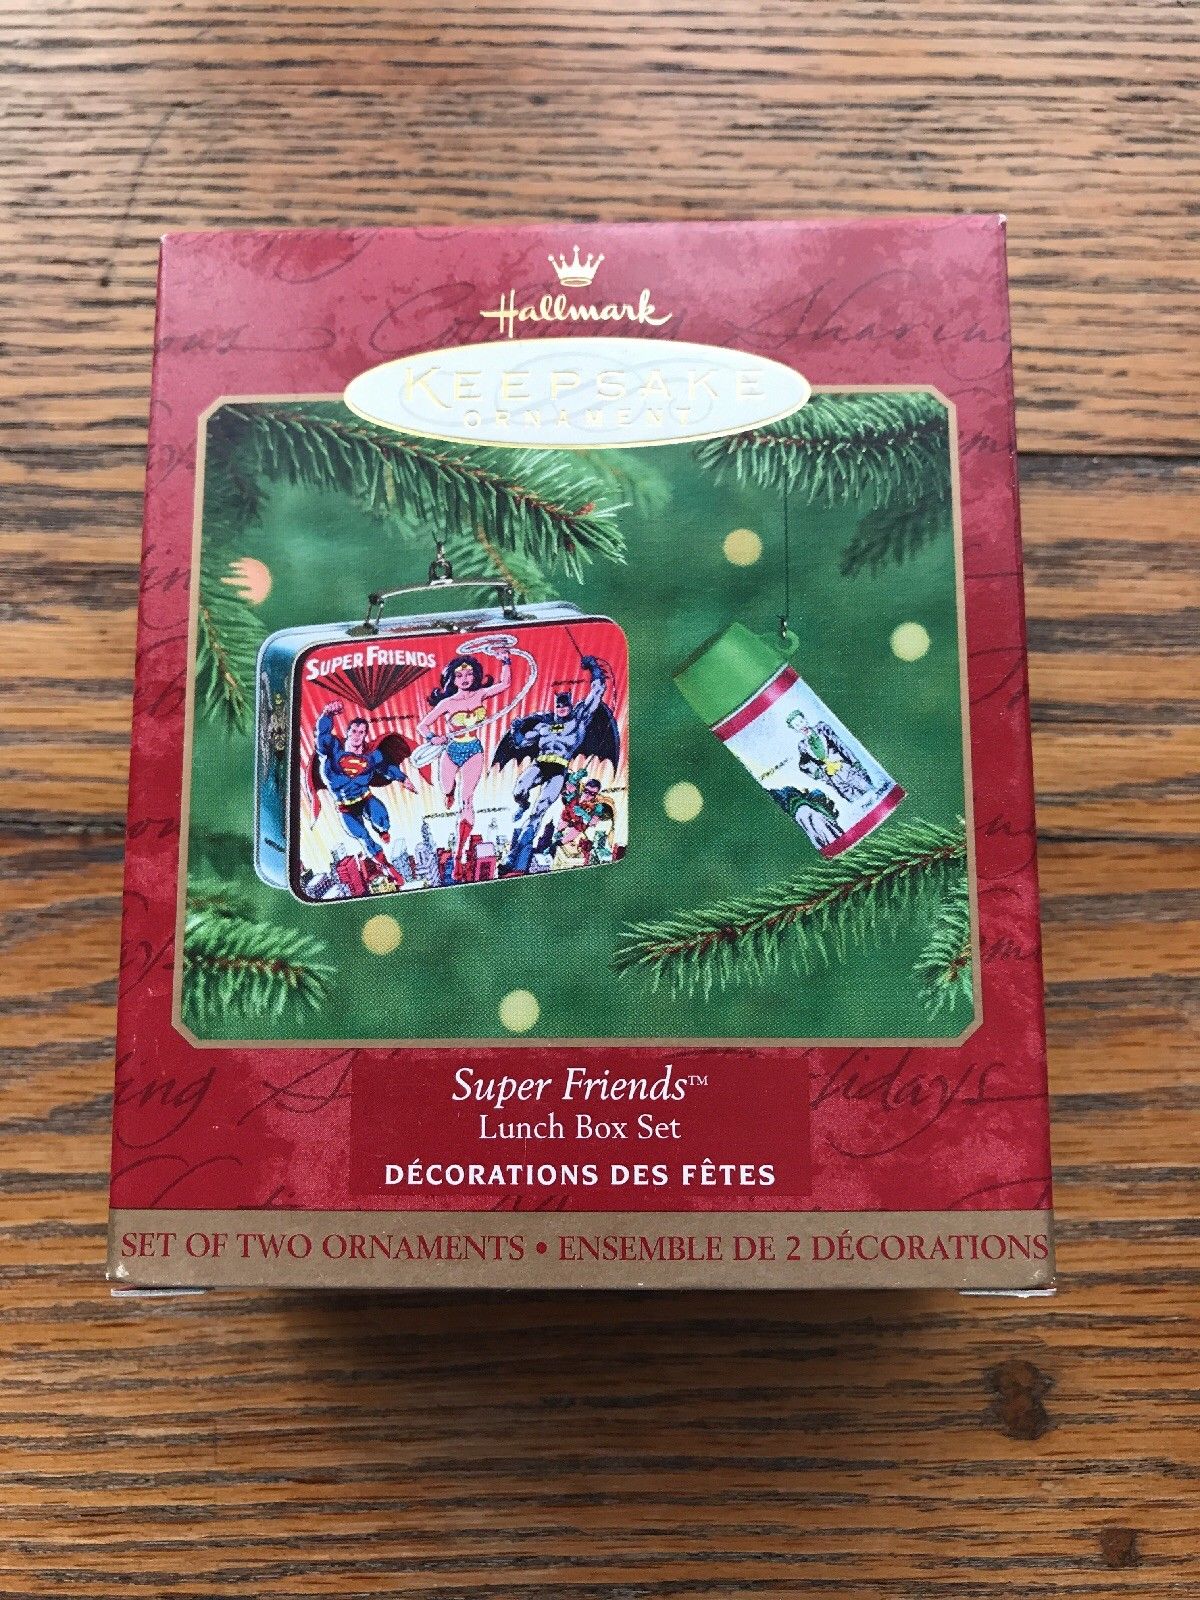 Hallmark
KEEPSAKE
ORNAMENT
SUPER FRIENDS
Super Friends™
Lunch Box Set
DÉCORATIONS DES FÊTES
SET OF TWO ORNAMENTS • ENSEMBLE DE 2 DÉCORATIONS